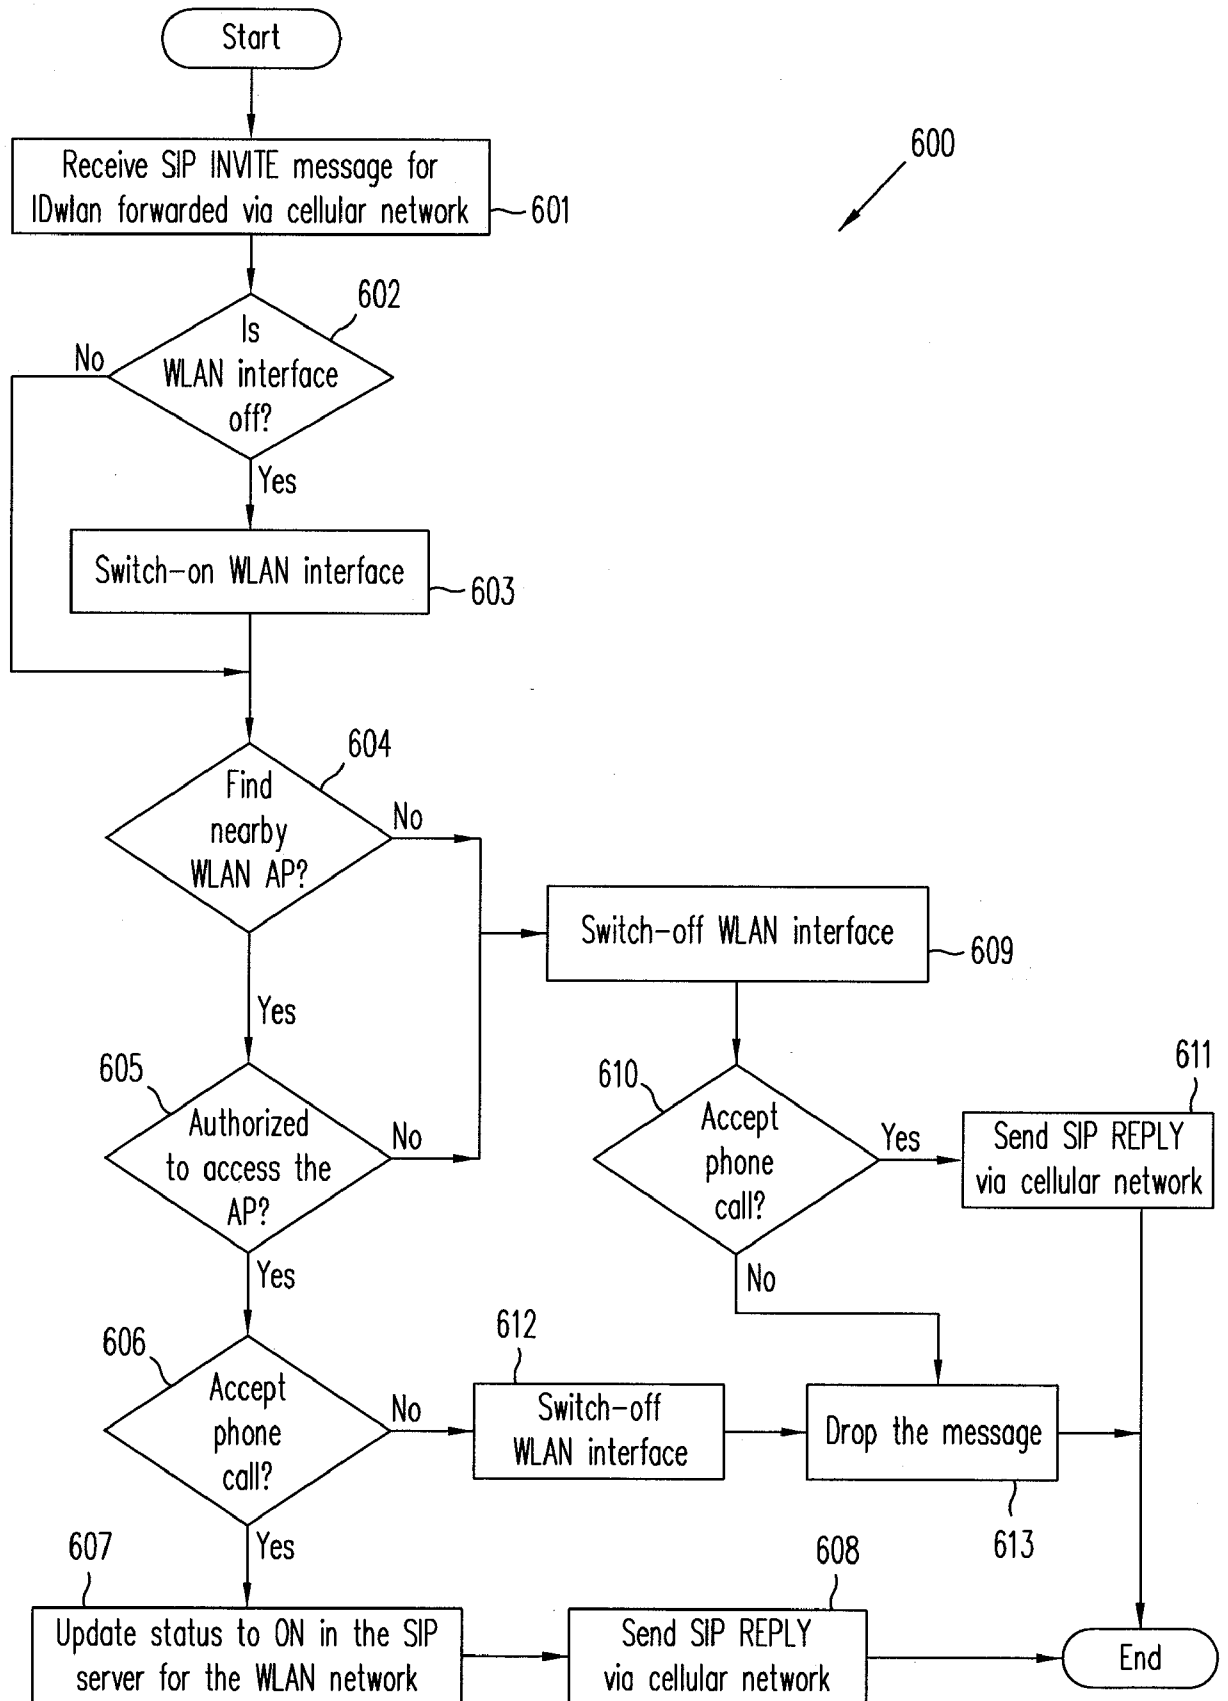 Start
600
Receive SIP INVITE message for
IDwlan forwarded via cellular network
601
602
Is
WLAN interface
off?
No
Yes
Switch-on WLAN interface
603
604
Find
nearby
WLAN AP?
No
Yes
Switch-off WLAN interface
609
605
Authorized
to access the
AP?
No
Yes
610
Accept
phone
call?
Yes
No
611
Send SIP REPLY
via cellular network
606
Accept
phone
call?
No
Yes
612
Switch-off
WLAN interface
Drop the message
613
607
Update status to ON in the SIP
server for the WLAN network
608
Send SIP REPLY
via cellular network
End